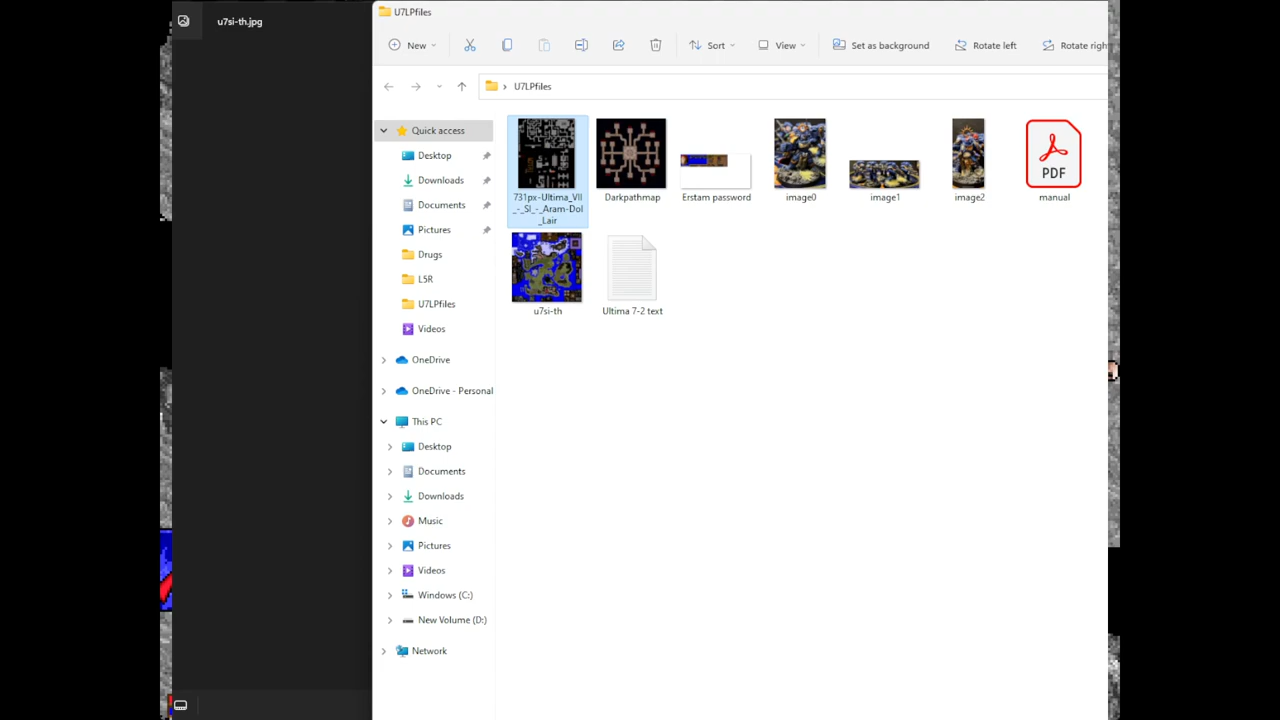 u7si-th.jpg
U7LPfiles
New
Sort
View
Set as background
Rotate left
Rotate righ
U7LPfiles
Quick access
Desktop
Downloads
Documents
Pictures
Drugs
L5R
U7LPfiles
Videos
OneDrive
OneDrive - Personal
This PC
Desktop
Documents
Downloads
Music
Pictures
Videos
Windows (C:)
New Volume (D:)
Network
731px-Ultima_VII
_-_SI_-_Aram-Dol
_Lair
Darkpathmap
Erstam password
image0
image1
image2
PDF
manual
u7si-th
Ultima 7-2 text